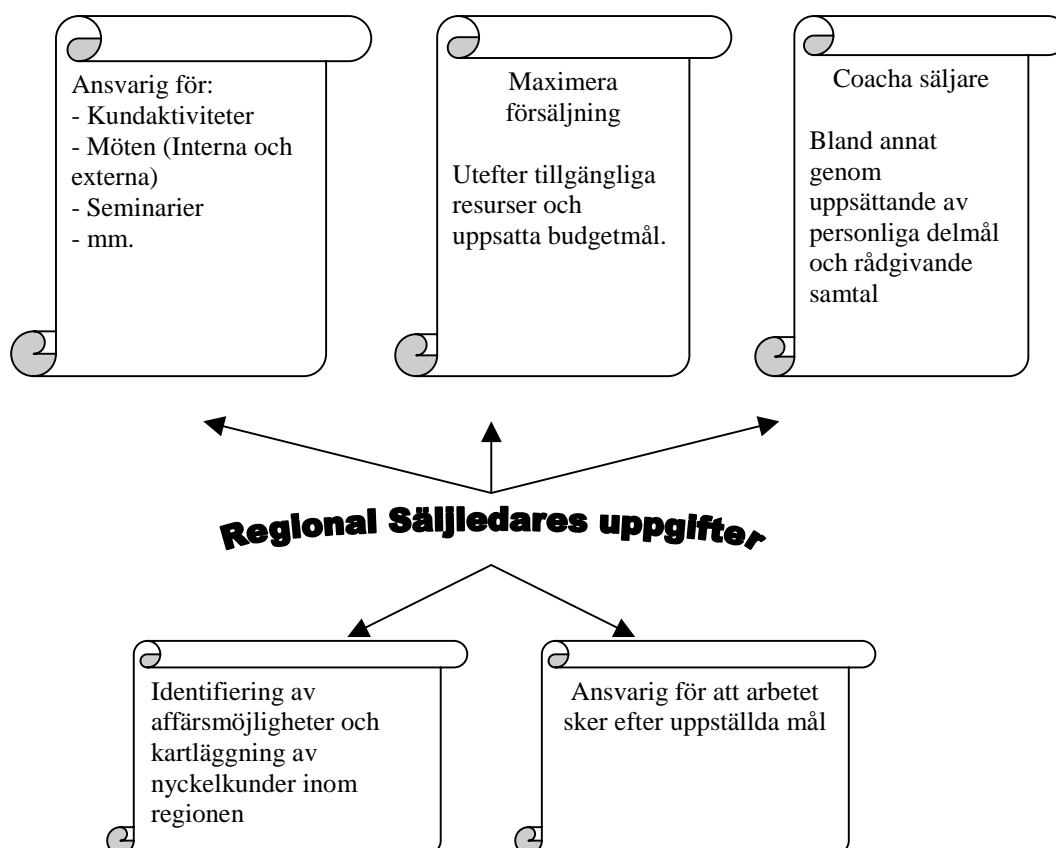 Ansvarig för:
- Kundaktiviteter
- Möten (Interna och
externa)
- Seminarier
- mm.
Maximera
försäljning
Utefter tillgängliga
resurser och
uppsatta budgetmål.
Coacha säljare
Bland annat
genom
uppsättande av
personliga delmål
och rådgivande
samtal
Regional Säljledares uppgifter
Identifiering av
affärsmöjligheter och
kartläggning av
nyckelkunder inom
regionen
Ansvarig för att arbetet
sker efter uppställda mål